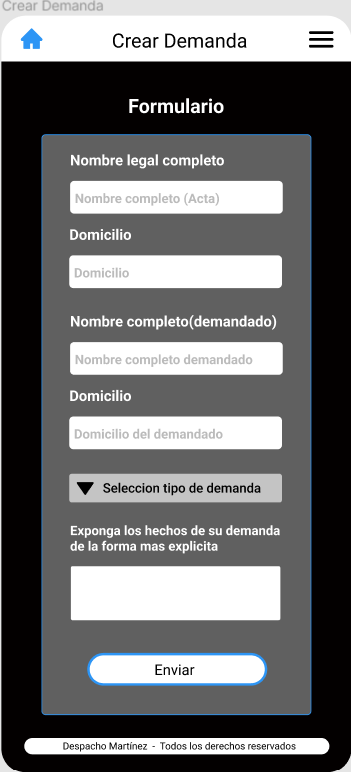 Crear Demanda
Crear Demanda
Formulario
Nombre legal completo
Nombre completo (Acta)
Domicilio
Domicilio
Nombre completo(demandado)
Nombre completo demandado
Domicilio
Domicilio del demandado
Seleccion tipo de demanda
Exponga los hechos de su demanda
de la forma mas explicita
Enviar
Despacho Martínez - Todos los derechos reservados